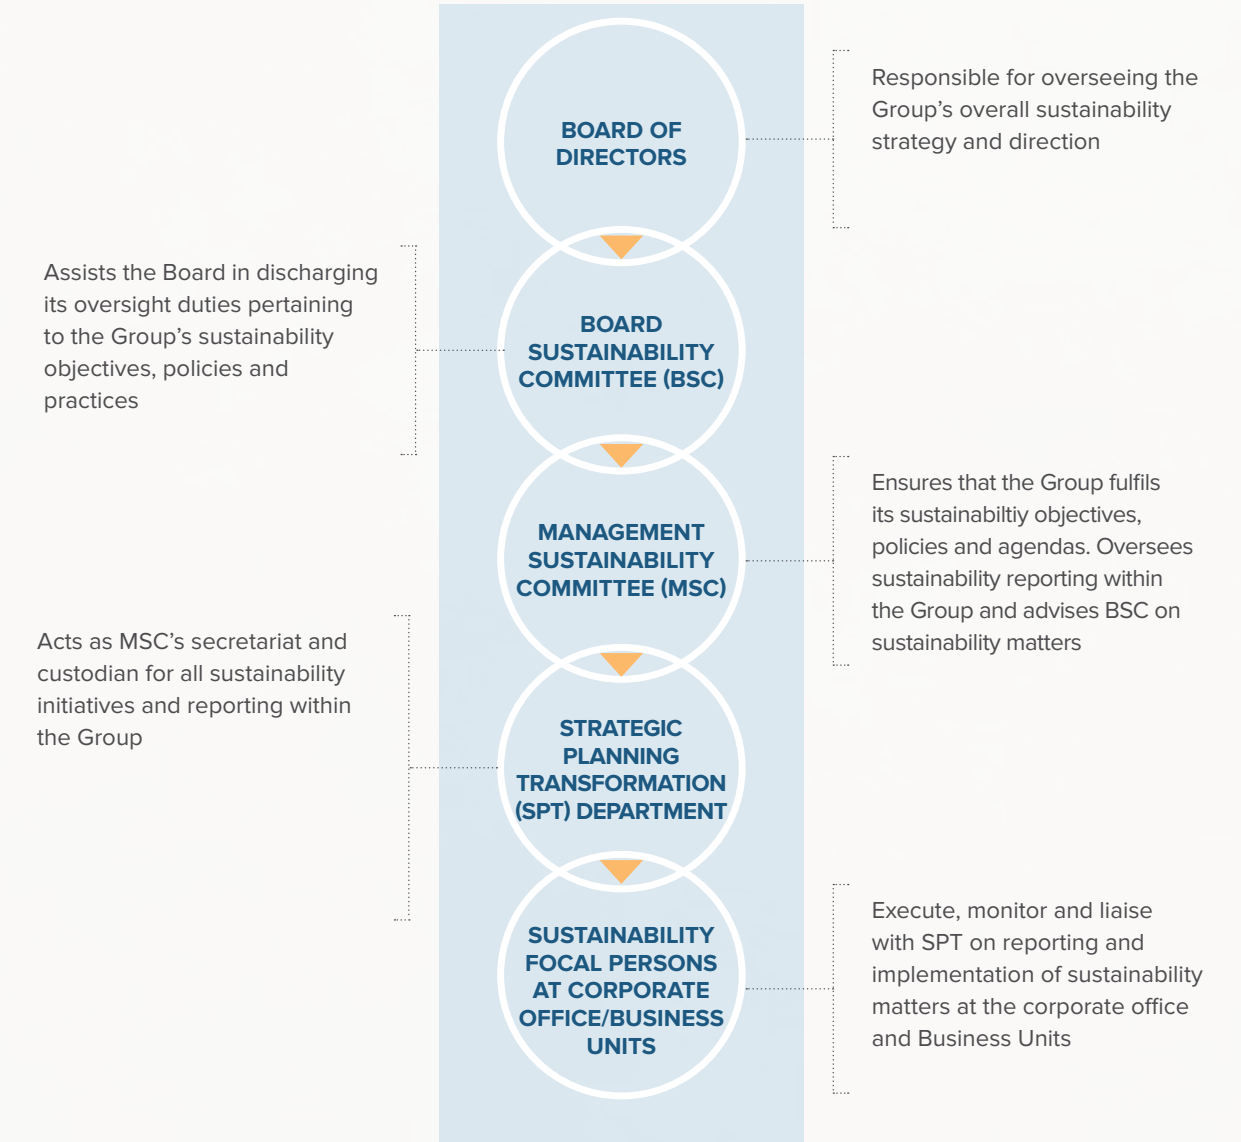 BOARD OF
DIRECTORS
Responsible for overseeing the
Group’s overall sustainability
strategy and direction
Assists the Board in discharging
its oversight duties pertaining
to the Group’s sustainability
objectives, policies and
practices
BOARD
SUSTAINABILITY
COMMITTEE (BSC)
MANAGEMENT
SUSTAINABILITY
COMMITTEE (MSC)
Ensures that the Group fulfils
its sustainabiltiy objectives,
policies and agendas. Oversees
sustainability reporting within
the Group and advises BSC on
sustainability matters
Acts as MSC’s secretariat and
custodian for all sustainability
initiatives and reporting within
the Group
STRATEGIC
PLANNING
TRANSFORMATION
(SPT) DEPARTMENT
SUSTAINABILITY
FOCAL PERSONS
AT CORPORATE
OFFICE/BUSINESS
UNITS
Execute, monitor and liaise
with SPT on reporting and
implementation of sustainability
matters at the corporate office
and Business Units